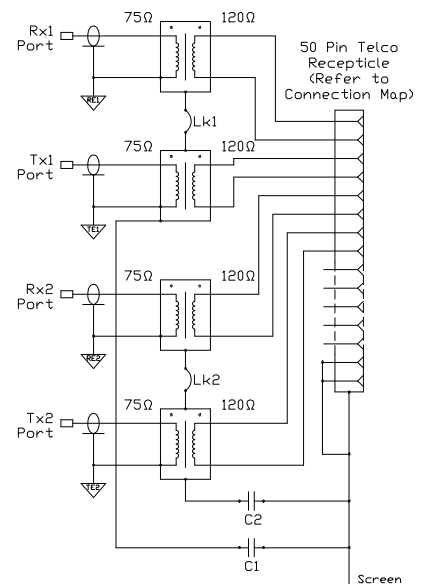 75Ω 120Ω
Rx1
Port
RE1
50 Pin Telco
Recepticle
(Refer to
Connection Map)
Lk1
75Ω 120Ω
Tx1
Port
TE1
75Ω 120Ω
Rx2
Port
RE2
Lk2
75Ω 120Ω
Tx2
Port
TE2
C2
C1
Screen